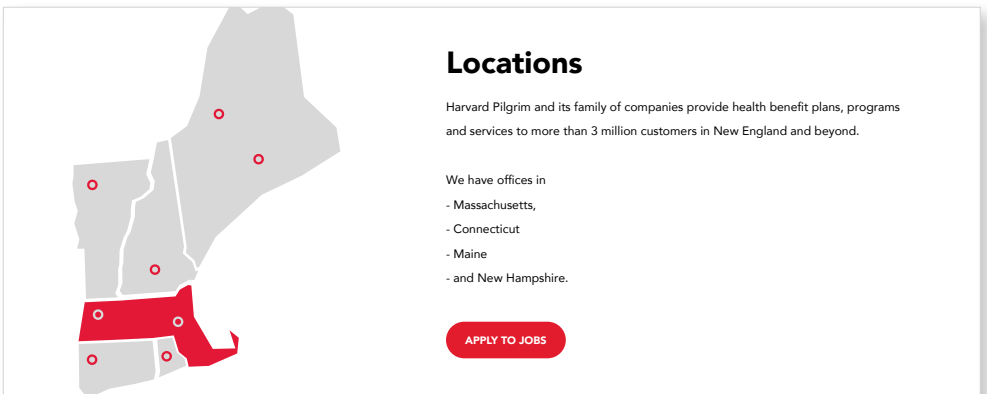 Locations
Harvard Pilgrim and its family of companies provide health benefit plans, programs
and services to more than 3 million customers in New England and beyond.
We have offices in
- Massachusetts,
- Connecticut
- Maine
- and New Hampshire.
APPLY TO JOBS